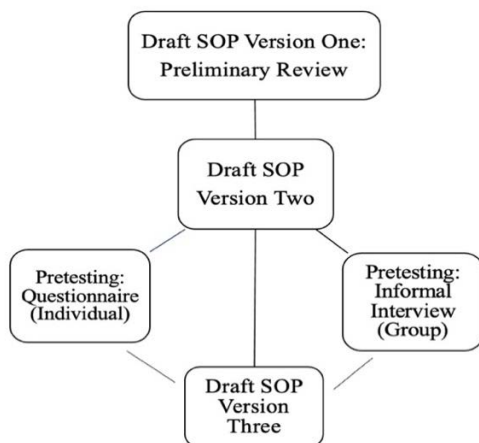 Draft SOP Version One:
Preliminary Review
Draft SOP
Version Two
Pretesting:
Questionnaire
(Individual)
Pretesting:
Informal
Interview
(Group)
Draft SOP
Version
Three